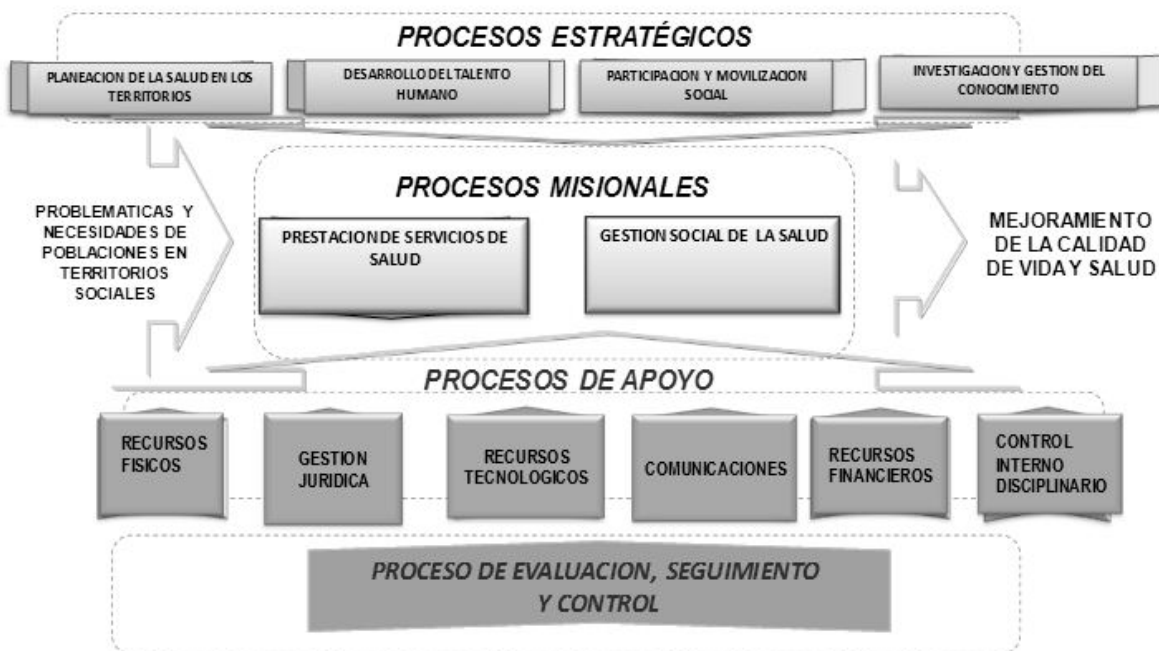 PROCESOS ESTRATÉGICOS
PLANEACION DE LA SALUD EN LOS
TERRITORIOS
DESARROLLO DEL TALENTO
HUMANO
PARTICIPACION Y MOVILIZACION
SOCIAL
INVESTIGACION Y GESTION DEL
CONOCIMIENTO
PROBLEMATICAS Y
NECESIDADES DE
POBLACIONES EN
TERRITORIOS
SOCIALES
PROCESOS MISIONALES
PRESTACION DE SERVICIOS DE
SALUD
GESTION SOCIAL DE LA SALUD
MEJORAMIENTO
DE LA CALIDAD
DE VIDA Y SALUD
PROCESOS DE APOYO
RECURSOS
FISICOS
GESTION
JURIDICA
RECURSOS
TECNOLOGICOS
COMUNICACIONES
RECURSOS
FINANCIEROS
CONTROL
INTERNO
DISCIPLINARIO
PROCESO DE EVALUACION, SEGUIMIENTO
Y CONTROL